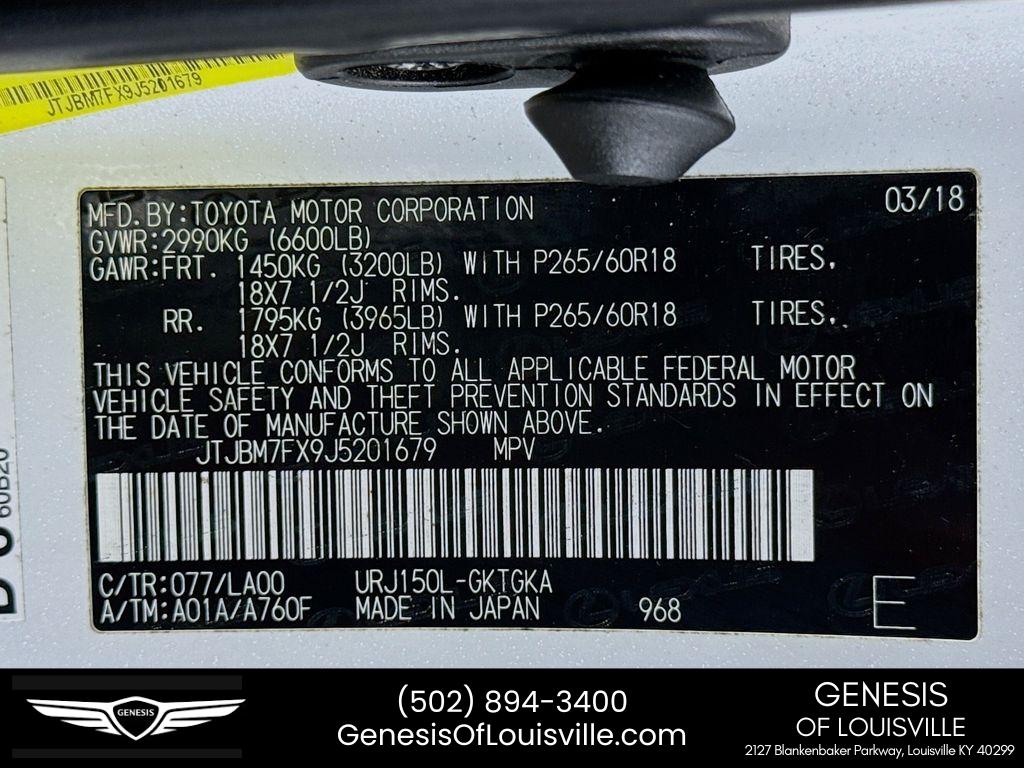 JTJBM7FX9J5201679
MFD.BY:TOYOTA MOTOR CORPORATION 03/18
GVWR:2990KG (6600LB)
GAWR:FRT. 1450KG (3200LB) WITH P265/60R18 TIRES.
18X7 1/2J RIMS.
RR. 1795KG (3965LB) WITH P265/60R18 TIRES.
18X7 1/2J RIMS.
THIS VEHICLE CONFORMS TO ALL APPLICABLE FEDERAL MOTOR
VEHICLE SAFETY AND THEFT PREVENTION STANDARDS IN EFFECT ON
THE DATE OF MANUFACTURE SHOWN ABOVE.
JTJBM7FX9J5201679 MPV
C/TR:077/LA00 URJ150L-GKTGKA
A/TM:A01A/A760F MADE IN JAPAN 968 E
60B20
GENESIS
(502) 894-3400
GenesisOfLouisville.com
GENESIS
OF LOUISVILLE
2127 Blankenbaker Parkway, Louisville KY 40299